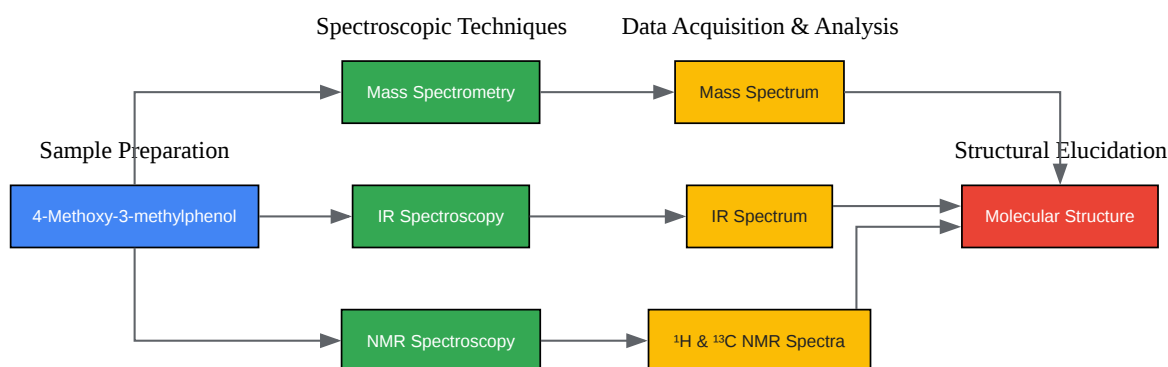 Spectroscopic Techniques
Data Acquisition & Analysis
Mass Spectrometry
Mass Spectrum
Sample Preparation
Structural Elucidation
4-Methoxy-3-methylphenol
IR Spectroscopy
IR Spectrum
Molecular Structure
NMR Spectroscopy
¹H & ¹³C NMR Spectra